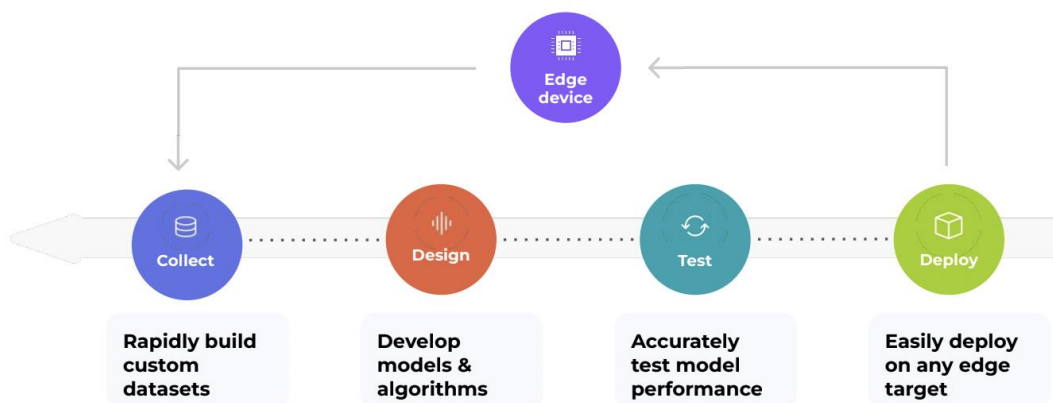 Edge
device
Collect
Design
Test
Deploy
Rapidly build
custom
datasets
Develop
models &
algorithms
Accurately
test model
performance
Easily deploy
on any edge
target